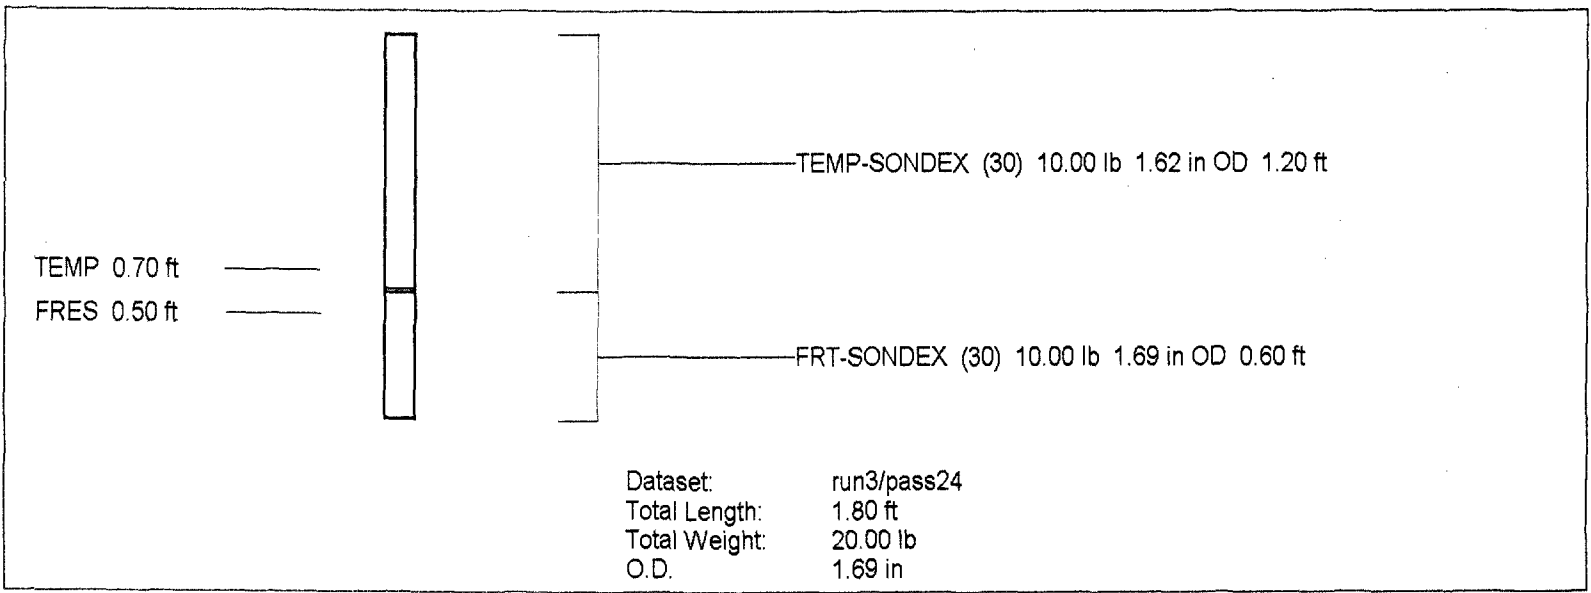 TEMP-SONDEX (30) 10.00 lb 1.62 in OD 1.20 ft
TEMP 0.70 ft
FRES 0.50 ft
FRT-SONDEX (30) 10.00 lb 1.69 in OD 0.60 ft
Dataset: run3/pass24
Total Length: 1.80 ft
Total Weight: 20.00 lb
O.D. 1.69 in